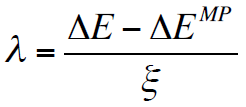 λ = (ΔE − ΔE^{MP}) / ξ